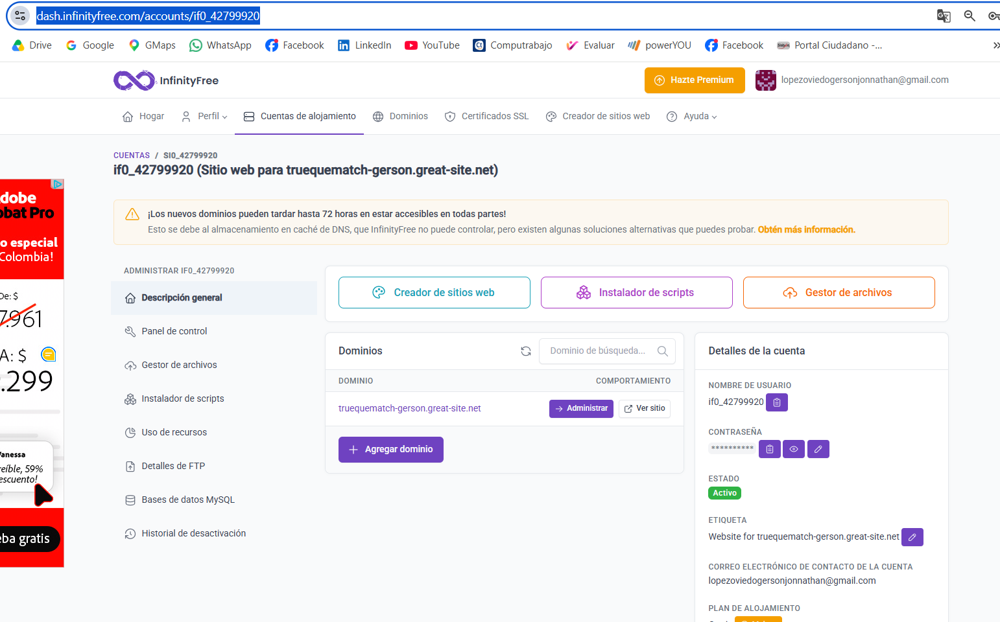 dash.infinityfree.com/accounts/if0_42799920
Drive Google GMaps WhatsApp Facebook LinkedIn YouTube Computrabajo Evaluar powerYOU Facebook Portal Ciudadano -...
InfinityFree
Hazte Premium
lopezoviedogersonjonnathan@gmail.com
Hogar Perfil Cuentas de alojamiento Dominios Certificados SSL Creador de sitios web Ayuda
CUENTAS / SI0_42799920
if0_42799920 (Sitio web para truequematch-gerson.great-site.net)
¡Los nuevos dominios pueden tardar hasta 72 horas en estar accesibles en todas partes!
Esto se debe al almacenamiento en caché de DNS, que InfinityFree no puede controlar, pero existen algunas soluciones alternativas que puedes probar. Obtén más información.
dobe
bat Pro
o especial
Colombia!
De: $
7.961
A: $
.299
Vanessa
reíble, 59%
escuento!
eba gratis
ADMINISTRAR IF0_42799920
Descripción general
Panel de control
Gestor de archivos
Instalador de scripts
Uso de recursos
Detalles de FTP
Bases de datos MySQL
Historial de desactivación
Creador de sitios web
Instalador de scripts
Gestor de archivos
Dominios
Dominio de búsqueda...
DOMINIO COMPORTAMIENTO
truequematch-gerson.great-site.net Administrar Ver sitio
Agregar dominio
Detalles de la cuenta
NOMBRE DE USUARIO
if0_42799920
CONTRASEÑA
**********
ESTADO
Activo
ETIQUETA
Website for truequematch-gerson.great-site.net
CORREO ELECTRÓNICO DE CONTACTO DE LA CUENTA
lopezoviedogersonjonnathan@gmail.com
PLAN DE ALOJAMIENTO